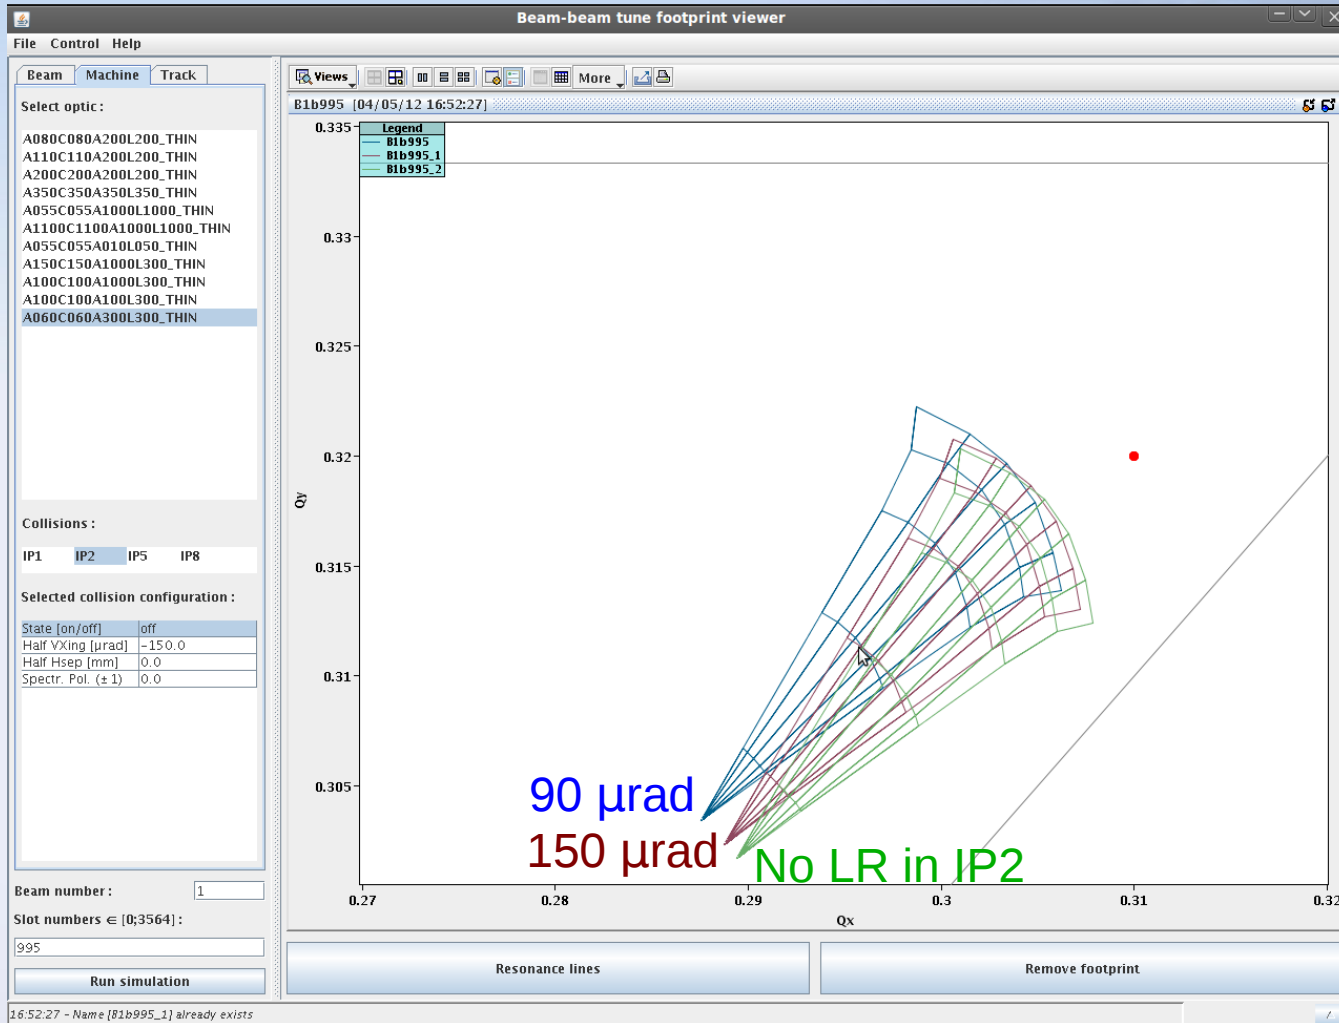 Beam-beam tune footprint viewer
File Control Help
Beam Machine Track
Select optic :
A080C080A200L200_THIN
A110C110A200L200_THIN
A200C200A200L200_THIN
A350C350A350L350_THIN
A055C055A1000L1000_THIN
A1100C1100A1000L1000_THIN
A055C055A010L050_THIN
A150C150A1000L300_THIN
A100C100A1000L300_THIN
A100C100A100L300_THIN
A060C060A300L300_THIN
Collisions :
IP1 IP2 IP5 IP8
Selected collision configuration :
State [on/off] off
Half VXing [µrad] -150.0
Half Hsep [mm] 0.0
Spectr. Pol. (± 1) 0.0
Beam number : 1
Slot numbers ∈ [0;3564] :
995
Run simulation
Views More
B1b995 [04/05/12 16:52:27]
Legend
B1b995
B1b995_1
B1b995_2
0.335
0.33
0.325
0.32
0.315
0.31
0.305
Qy
90 µrad
150 µrad
No LR in IP2
0.27 0.28 0.29 0.3 0.31 0.32
Qx
Resonance lines Remove footprint
16:52:27 - Name [B1b995_1] already exists